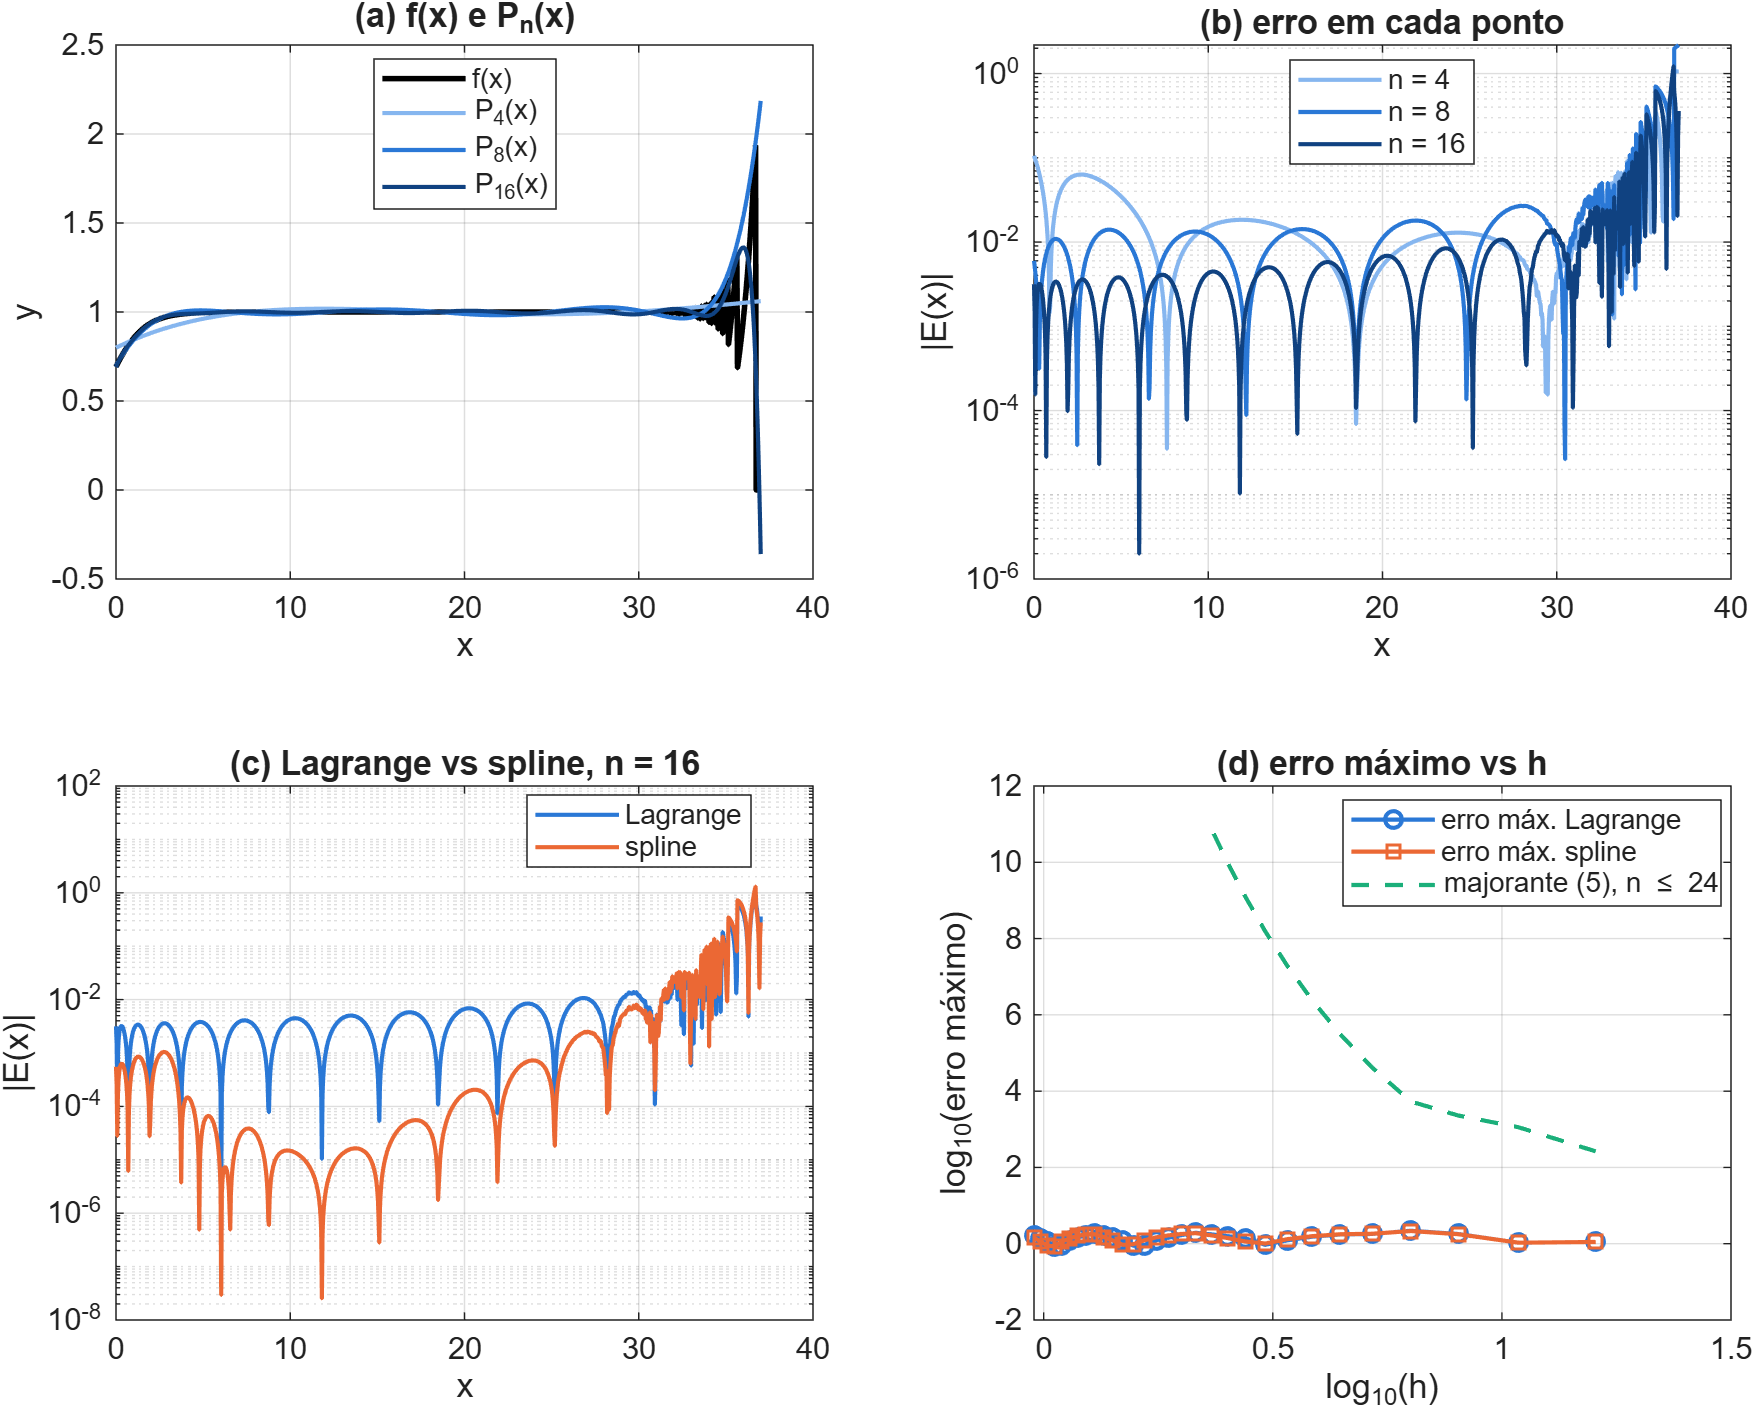 (a) f(x) e Pn(x)
2.5
2
1.5
1
0.5
0
-0.5
y
f(x)
P4(x)
P8(x)
P16(x)
0 10 20 30 40
x
(b) erro em cada ponto
10^0
10^-2
10^-4
10^-6
|E(x)|
n = 4
n = 8
n = 16
0 10 20 30 40
x
(c) Lagrange vs spline, n = 16
10^2
10^0
10^-2
10^-4
10^-6
10^-8
|E(x)|
Lagrange
spline
0 10 20 30 40
x
(d) erro máximo vs h
12
10
8
6
4
2
0
-2
log10(erro máximo)
erro máx. Lagrange
erro máx. spline
majorante (5), n ≤ 24
0 0.5 1 1.5
log10(h)